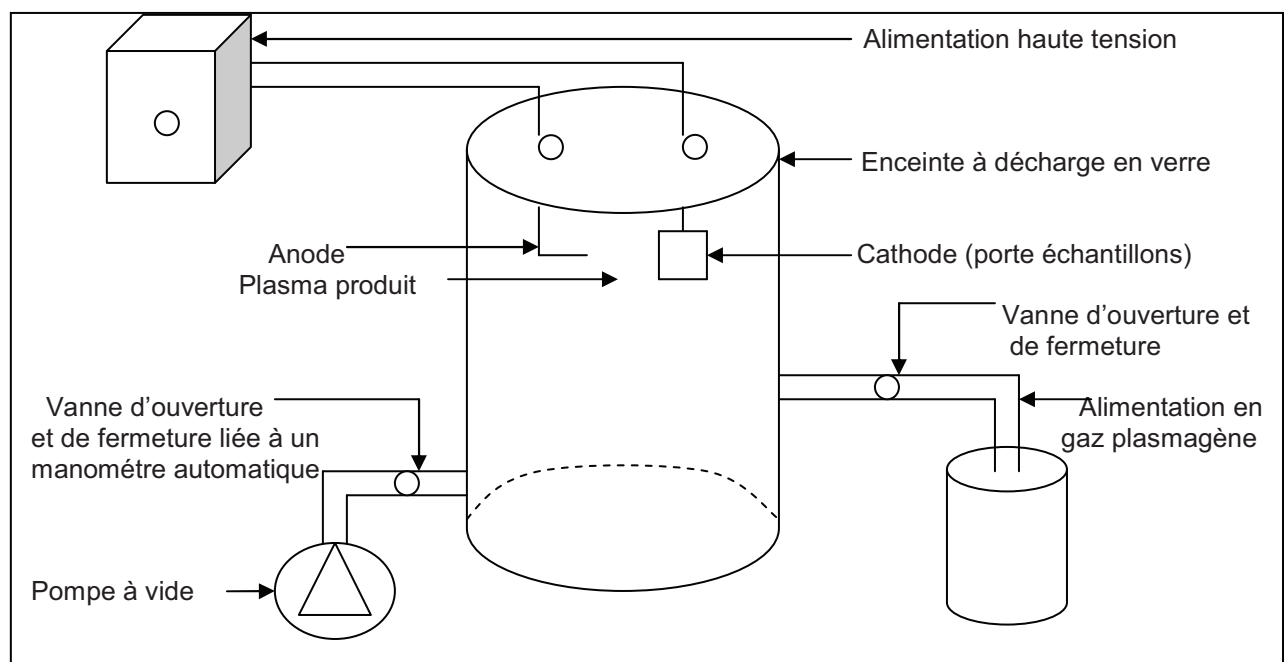 Alimentation haute tension
Enceinte à décharge en verre
Anode
Cathode (porte échantillons)
Plasma produit
Vanne d’ouverture et
de fermeture
Vanne d’ouverture
et de fermeture liée à un
manométre automatique
Alimentation en
gaz plasmagène
Pompe à vide